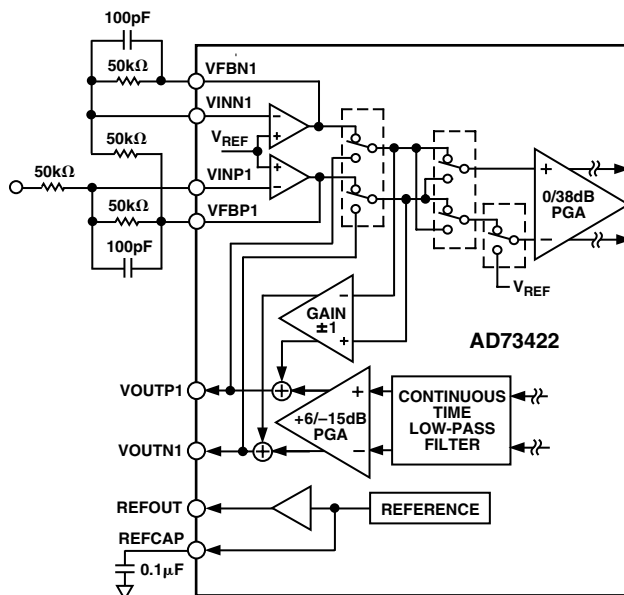 100pF
50kΩ
VFBN1
VINN1
VREF
50kΩ
50kΩ
VINP1
50kΩ
VFBP1
100pF
+
−
0/38dB
PGA
VREF
GAIN
±1
−
+
AD73422
VOUTP1
+6/−15dB
PGA
+
−
CONTINUOUS
TIME
LOW-PASS
FILTER
VOUTN1
REFOUT
REFERENCE
REFCAP
0.1μF